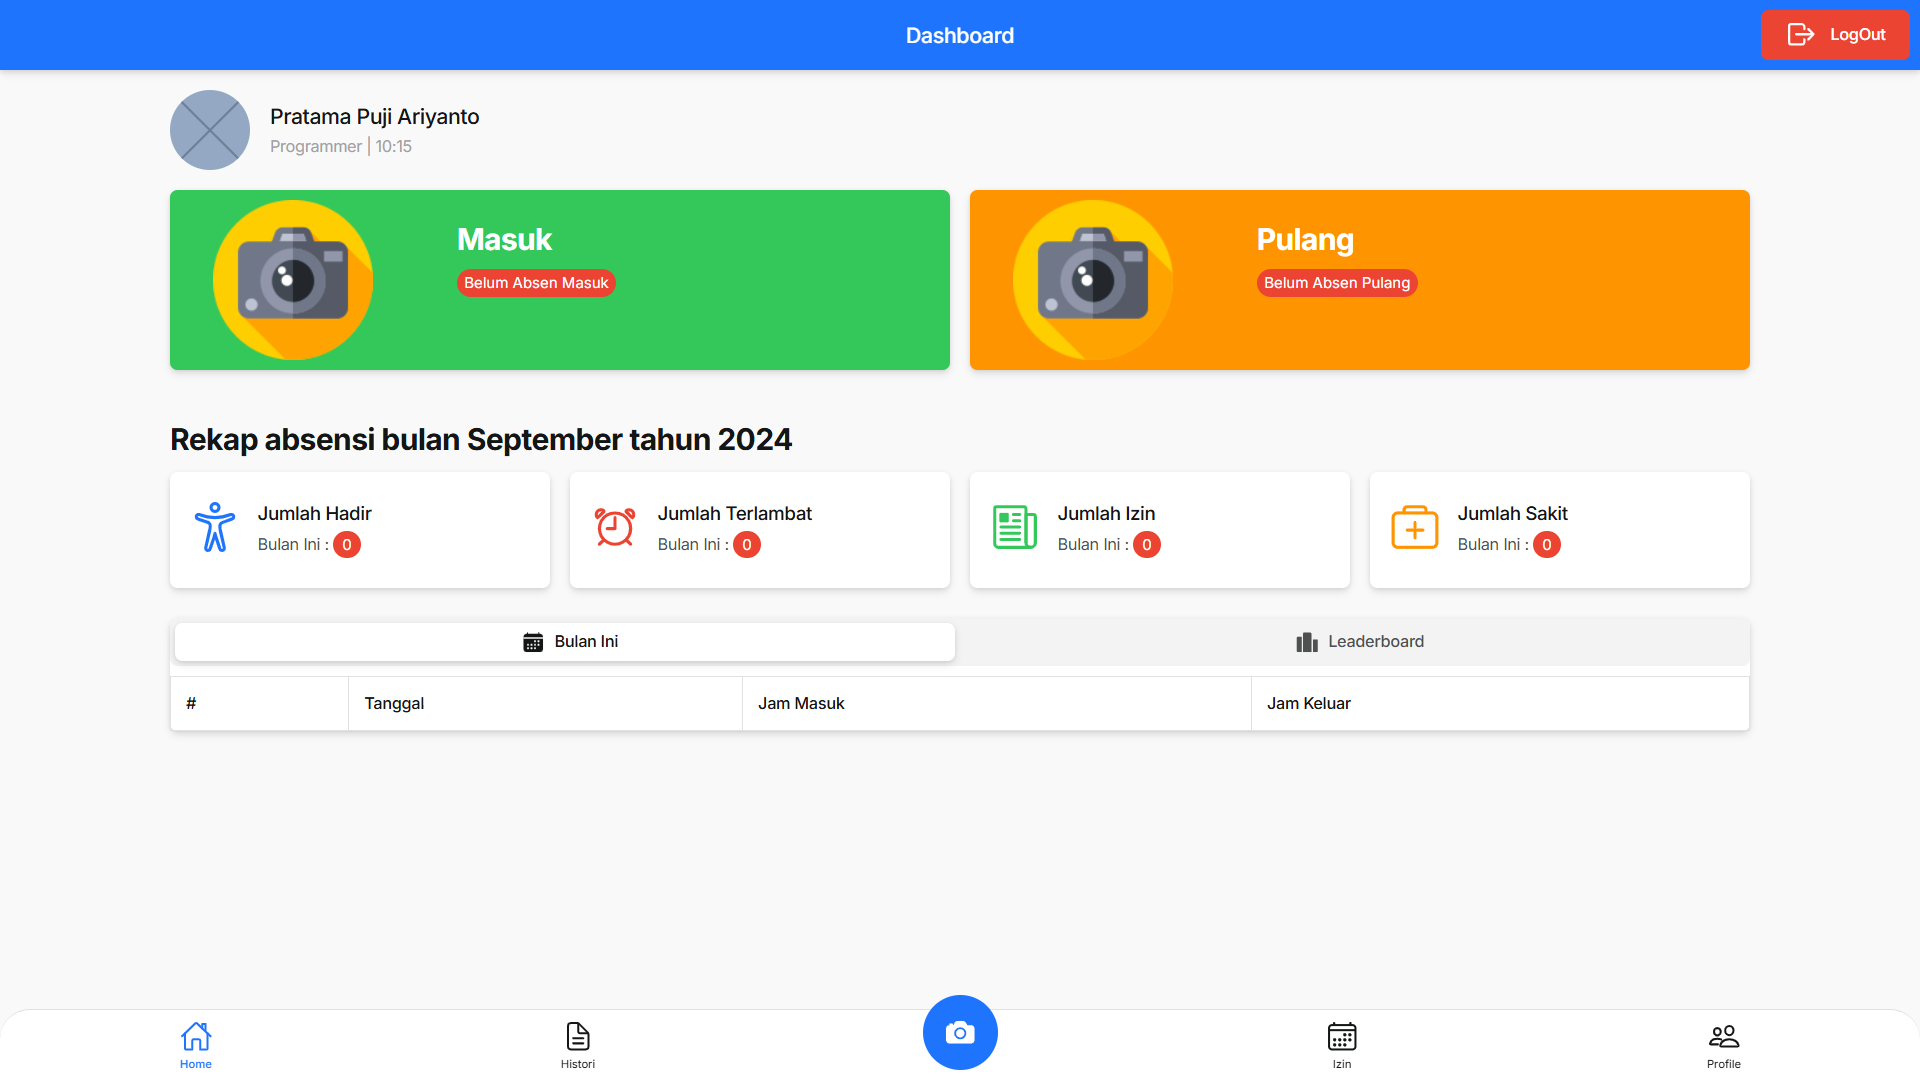 Dashboard
LogOut
Pratama Puji Ariyanto
Programmer | 10:15
Masuk
Belum Absen Masuk
Pulang
Belum Absen Pulang
Rekap absensi bulan September tahun 2024
Jumlah Hadir
Bulan Ini : 0
Jumlah Terlambat
Bulan Ini : 0
Jumlah Izin
Bulan Ini : 0
Jumlah Sakit
Bulan Ini : 0
Bulan Ini
Leaderboard
# Tanggal Jam Masuk Jam Keluar
Home
Histori
Izin
Profile